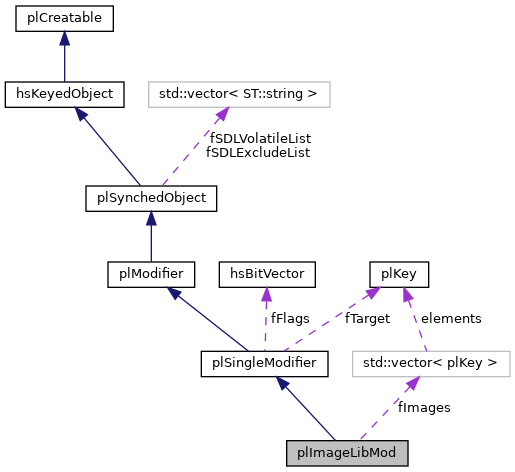 plCreatable
hsKeyedObject
std::vector< ST::string >
fSDLVolatileList
fSDLExcludeList
plSynchedObject
plModifier
hsBitVector
plKey
fFlags
fTarget
elements
plSingleModifier
std::vector< plKey >
fImages
plImageLibMod